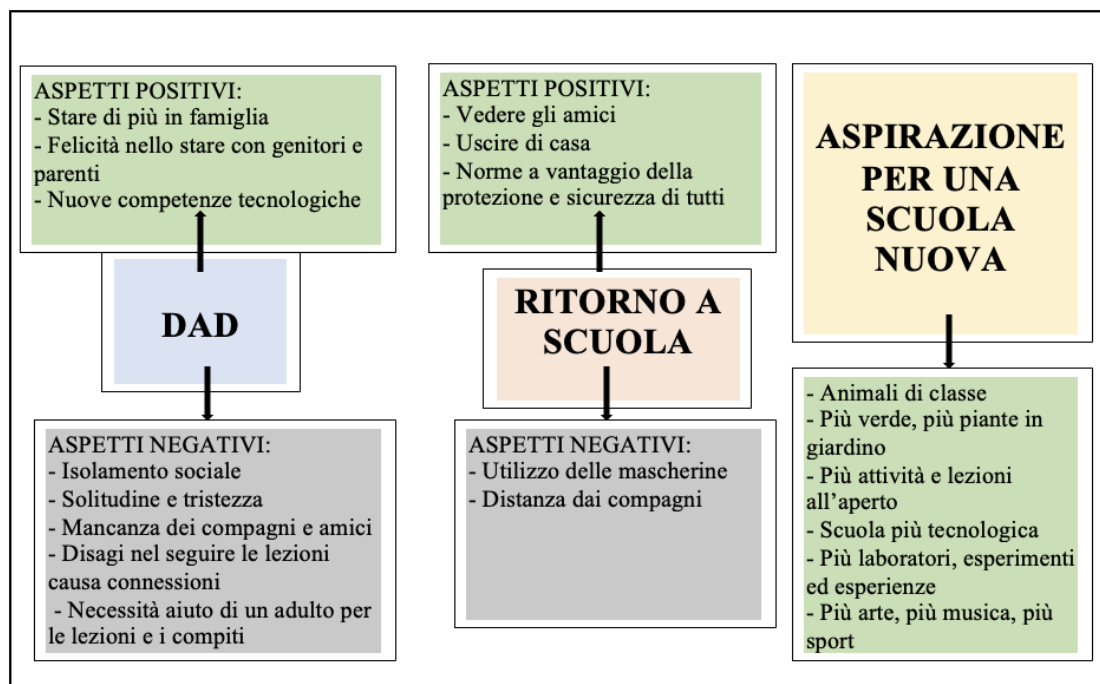 ASPETTI POSITIVI:
- Stare di più in famiglia
- Felicità nello stare con genitori e
parenti
- Nuove competenze tecnologiche
DAD
ASPETTI NEGATIVI:
- Isolamento sociale
- Solitudine e tristezza
- Mancanza dei compagni e amici
- Disagi nel seguire le lezioni
causa connessioni
- Necessità aiuto di un adulto per
le lezioni e i compiti
ASPETTI POSITIVI:
- Vedere gli amici
- Uscire di casa
- Norme a vantaggio della
protezione e sicurezza di tutti
RITORNO A
SCUOLA
ASPETTI NEGATIVI:
- Utilizzo delle mascherine
- Distanza dai compagni
ASPIRAZIONE
PER UNA
SCUOLA
NUOVA
- Animali di classe
- Più verde, più piante in
giardino
- Più attività e lezioni
all'aperto
- Scuola più tecnologica
- Più laboratori, esperimenti
ed esperienze
- Più arte, più musica, più
sport